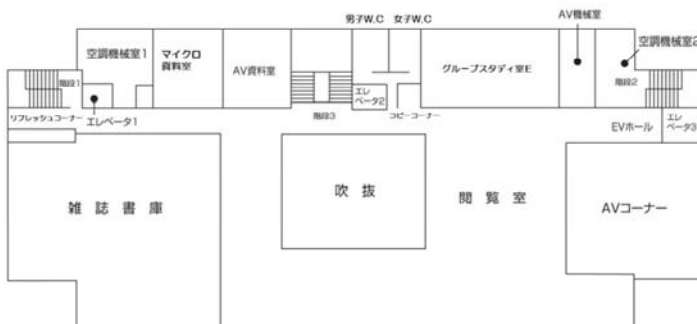 男子W.C 女子W.C
AV機械室
空調機械室1
マイクロ
資料室
AV資料室
グループスタディ室E
空調機械室2
階段1
エレ
ベータ2
階段2
リフレッシュコーナー
エレベータ1
階段3
コピーコーナー
EVホール
エレ
ベータ3
雑誌書庫
吹抜
閲覧室
AVコーナー